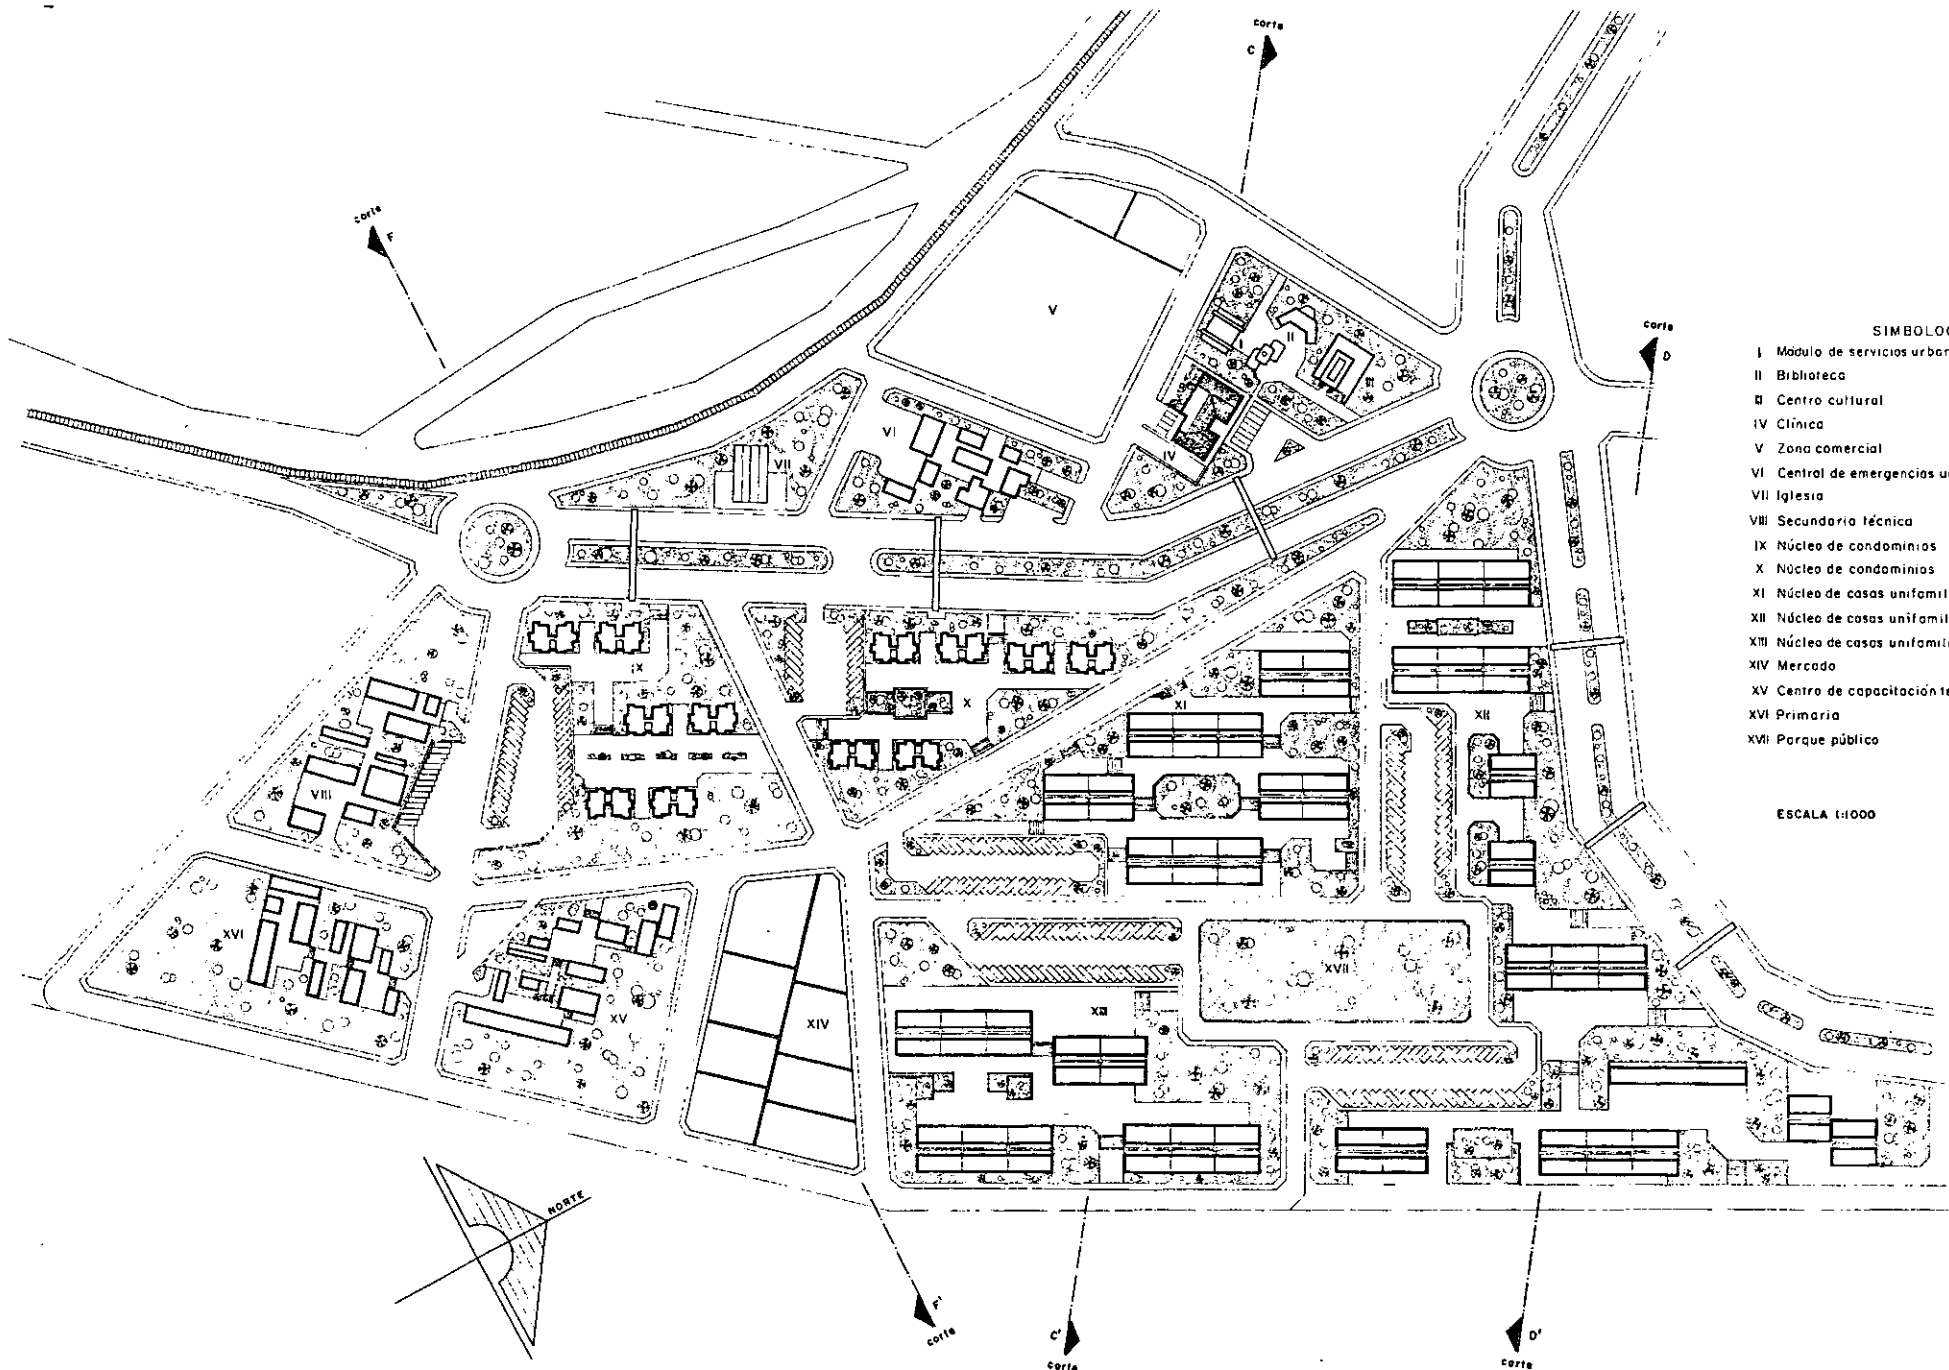 corte
C
corte
F
corte
D
SIMBOLOG
I Módulo de servicios urban
II Biblioteca
III Centro cultural
IV Clínica
V Zona comercial
VI Central de emergencias u
VII Iglesia
VIII Secundaria técnica
IX Núcleo de condominios
X Núcleo de condominios
XI Núcleo de casas unifamil
XII Núcleo de casas unifamil
XIII Núcleo de casas unifamili
XIV Mercado
XV Centro de capacitación te
XVI Primaria
XVII Parque público
ESCALA 1:1000
V
I
II
III
IV
VI
VII
IX
X
XI
XII
VIII
XVI
XV
XIV
XIII
XVII
NORTE
F'
corte
C'
corte
D'
corte